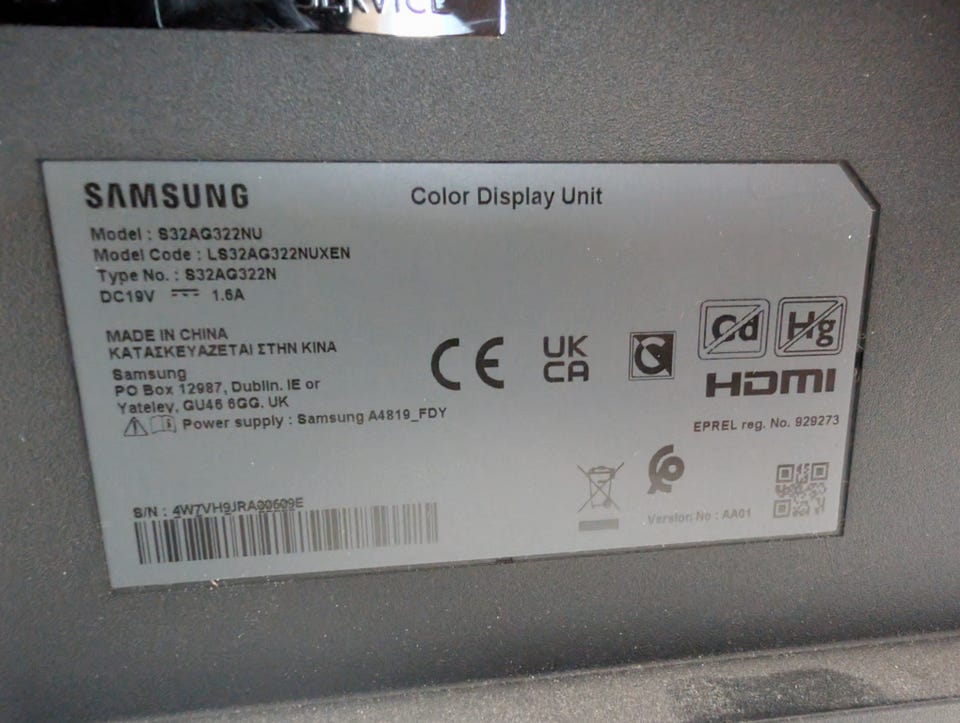 SERVICE
SAMSUNG
Color Display Unit
Model : S32AG322NU
Model Code : LS32AG322NUXEN
Type No. : S32AG322N
DC19V 1.6A
MADE IN CHINA
ΚΑΤΑΣΚΕΥΑΖΕΤΑΙ ΣΤΗΝ ΚΙΝΑ
Samsung
PO Box 12987, Dublin. IE or
Yateley, GU46 6GG. UK
Power supply : Samsung A4819_FDY
CE
UK
CA
Cd
Hg
HDMI
EPREL reg. No. 929273
S/N : 4W7VH9JRA00609E
Version No : AA01